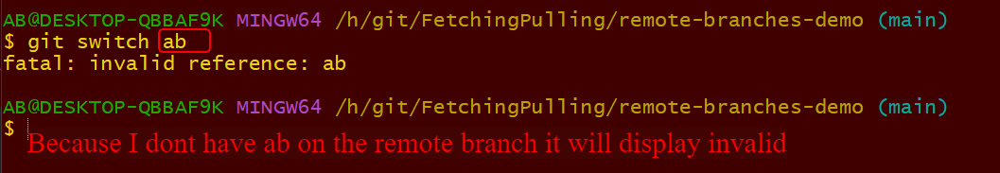 AB@DESKTOP-QBBAF9K MINGW64 /h/git/FetchingPulling/remote-branches-demo (main)
$ git switch ab
fatal: invalid reference: ab
AB@DESKTOP-QBBAF9K MINGW64 /h/git/FetchingPulling/remote-branches-demo (main)
$
Because I dont have ab on the remote branch it will display invalid